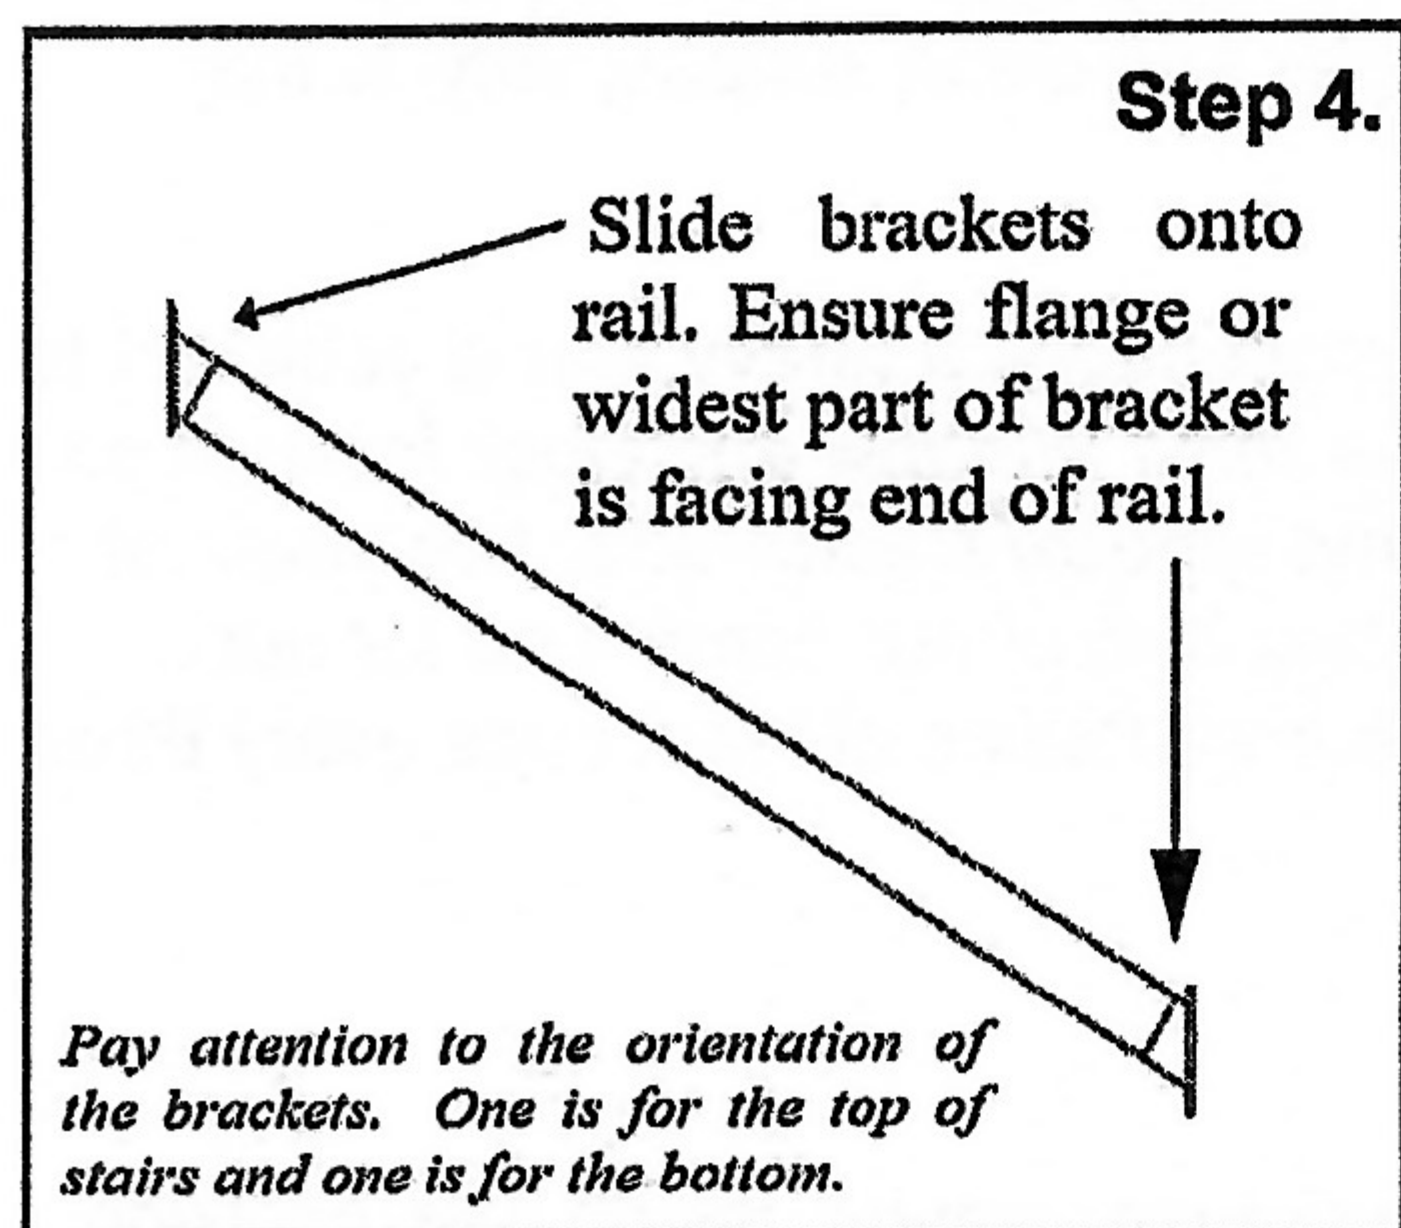 Step 4.
Slide brackets onto
rail. Ensure flange or
widest part of bracket
is facing end of rail.
Pay attention to the orientation of
the brackets. One is for the top of
stairs and one is for the bottom.